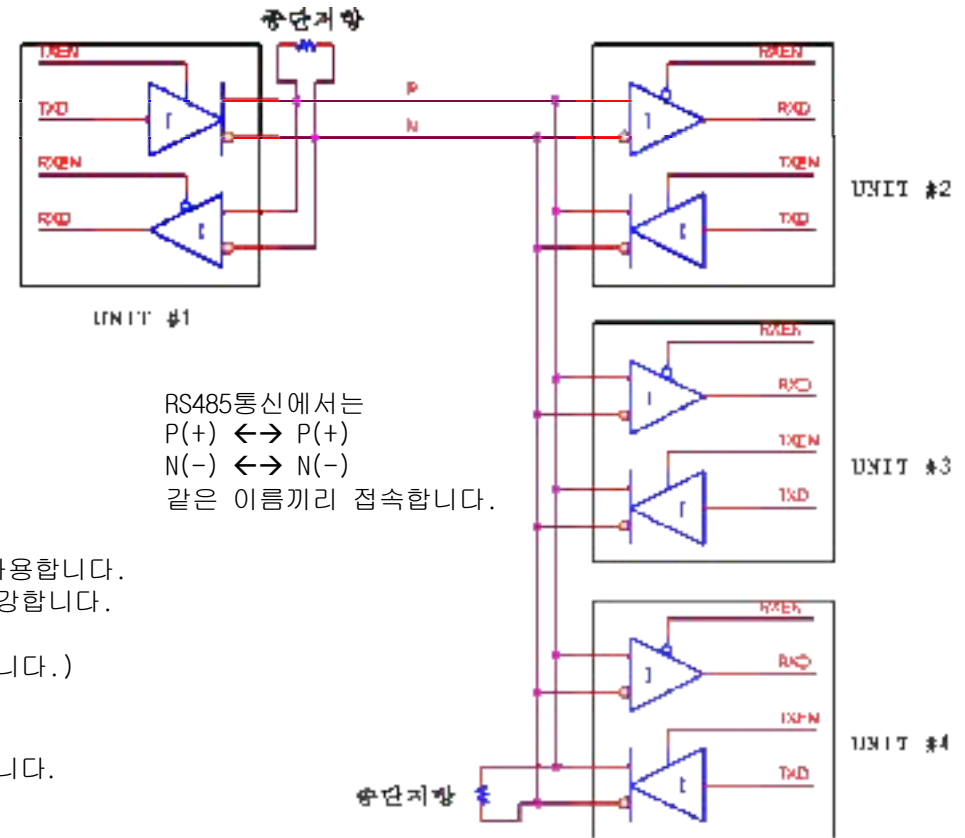 종단저항
TXEN
TXD
RXEN
RXD
UNIT #1
P
N
RXEN
RXD
TXEN
TXD
UNIT #2
RXEN
RXD
TXEN
TXD
UNIT #3
RS485통신에서는
P(+) ←→ P(+)
N(-) ←→ N(-)
같은 이름끼리 접속합니다.
용합니다.
강합니다.
니다.)
니다.
RXEN
RXD
TXEN
TXD
UNIT #4
종단저항